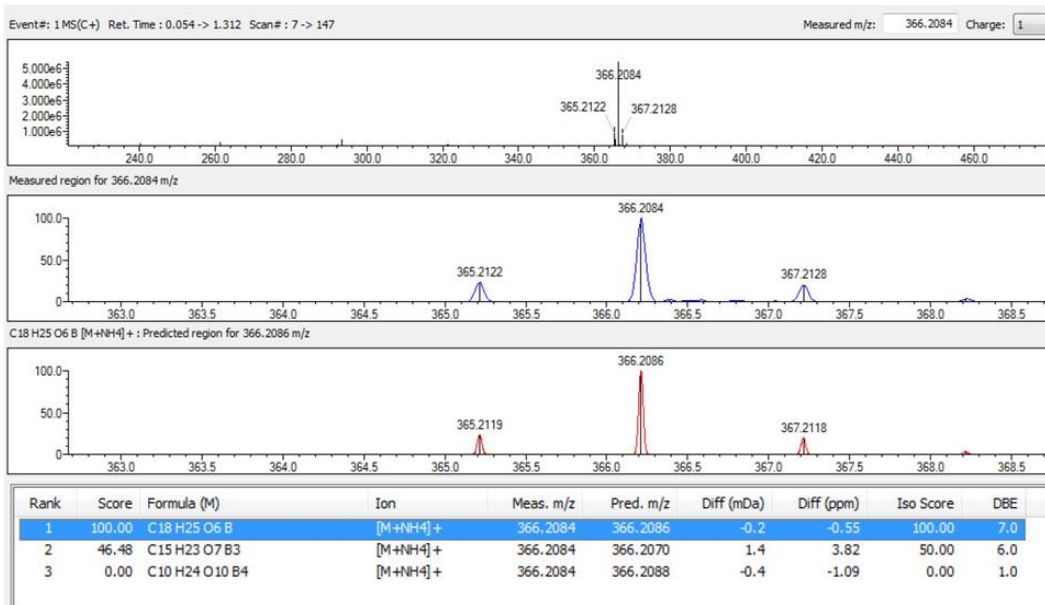 Event#: 1 MS(C+) Ret. Time : 0.054 -> 1.312 Scan# : 7 -> 147 Measured m/z: 366.2084 Charge: 1
5.000e6
4.000e6
3.000e6
2.000e6
1.000e6
366.2084
365.2122 367.2128
240.0 260.0 280.0 300.0 320.0 340.0 360.0 380.0 400.0 420.0 440.0 460.0
Measured region for 366.2084 m/z
366.2084
100.0
50.0
0
365.2122 367.2128
363.0 363.5 364.0 364.5 365.0 365.5 366.0 366.5 367.0 367.5 368.0 368.5
C18 H25 O6 B [M+NH4]+ : Predicted region for 366.2086 m/z
366.2086
100.0
50.0
0
365.2119 367.2118
363.0 363.5 364.0 364.5 365.0 365.5 366.0 366.5 367.0 367.5 368.0 368.5
Rank Score Formula (M) Ion Meas. m/z Pred. m/z Diff (mDa) Diff (ppm) Iso Score DBE
1 100.00 C18 H25 O6 B [M+NH4]+ 366.2084 366.2086 -0.2 -0.55 100.00 7.0
2 46.48 C15 H23 O7 B3 [M+NH4]+ 366.2084 366.2070 1.4 3.82 50.00 6.0
3 0.00 C10 H24 O10 B4 [M+NH4]+ 366.2084 366.2088 -0.4 -1.09 0.00 1.0